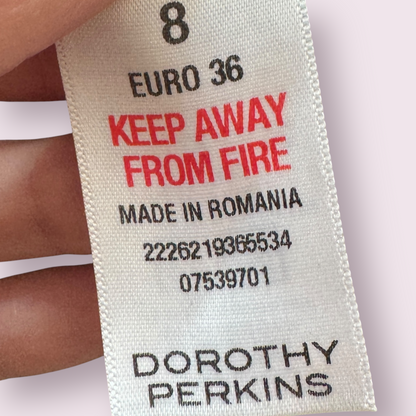 8
EURO 36
KEEP AWAY
FROM FIRE
MADE IN ROMANIA
2226219365534
07539701
DOROTHY
PERKINS